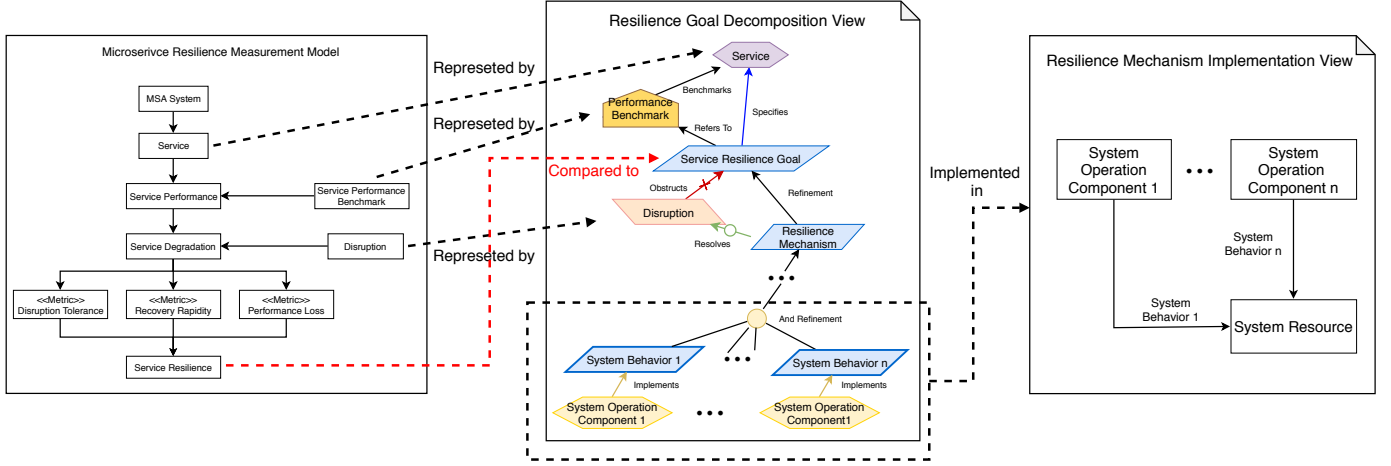 Microserivce Resilience Measurement Model
MSA System
Service
Service Performance
Service Performance
Benchmark
Service Degradation
Disruption
<<Metric>>
Disruption Tolerance
<<Metric>>
Recovery Rapidity
<<Metric>>
Performance Loss
Service Resilience
Represeted by
Represeted by
Compared to
Represeted by
Resilience Goal Decomposition View
Service
Benchmarks
Performance
Benchmark
Specifies
Refers To
Service Resilience Goal
Obstructs
Refinement
Disruption
Resolves
Resilience
Mechanism
And Refinement
System Behavior 1
System Behavior n
Implements
Implements
System Operation
Component 1
System Operation
Component1
Implemented
in
Resilience Mechanism Implementation View
System
Operation
Component 1
System
Operation
Component n
System
Behavior n
System
Behavior 1
System Resource